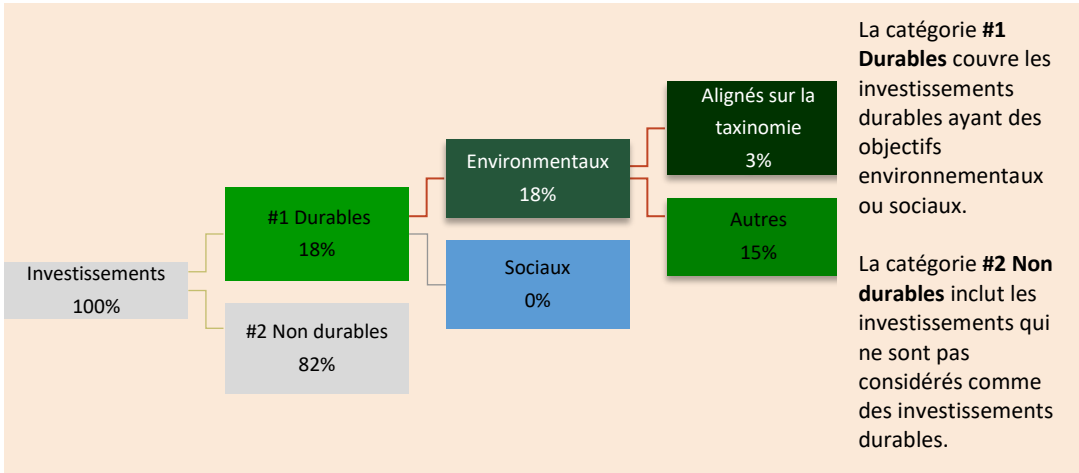 Investissements
100%
#1 Durables
18%
#2 Non durables
82%
Environmentaux
18%
Sociaux
0%
Alignés sur la
taxinomie
3%
Autres
15%
La catégorie #1
Durables couvre les
investissements
durables ayant des
objectifs
environnementaux
ou sociaux.
La catégorie #2 Non
durables inclut les
investissements qui
ne sont pas
considérés comme
des investissements
durables.